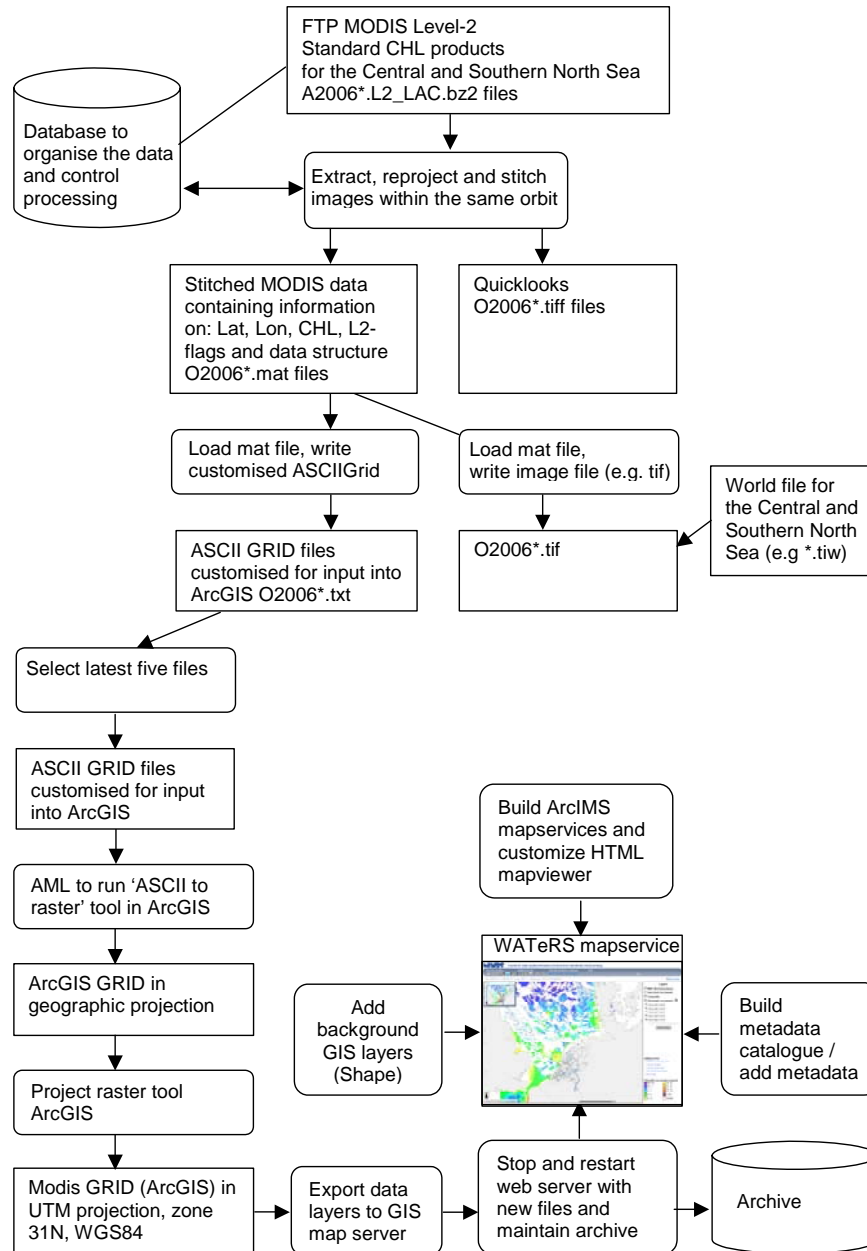 FTP MODIS Level-2
Standard CHL products
for the Central and Southern North Sea
A2006*.L2_LAC.bz2 files
Database to
organise the data
and control
processing
Extract, reproject and stitch
images within the same orbit
Stitched MODIS data
containing information
on: Lat, Lon, CHL, L2-
flags and data structure
O2006*.mat files
Quicklooks
O2006*.tiff files
Load mat file, write
customised ASCIIGrid
Load mat file,
write image file (e.g. tif)
World file for
the Central and
Southern North
Sea (e.g *.tiw)
ASCII GRID files
customised for input into
ArcGIS O2006*.txt
O2006*.tif
Select latest five files
ASCII GRID files
customised for input
into ArcGIS
Build ArcIMS
mapservices and
customize HTML
mapviewer
AML to run ‘ASCII to
raster’ tool in ArcGIS
WATeRS mapservice
ArcGIS GRID in
geographic projection
Add
background
GIS layers
(Shape)
Build
metadata
catalogue /
add metadata
Project raster tool
ArcGIS
Modis GRID (ArcGIS) in
UTM projection, zone
31N, WGS84
Export data
layers to GIS
map server
Stop and restart
web server with
new files and
maintain archive
Archive